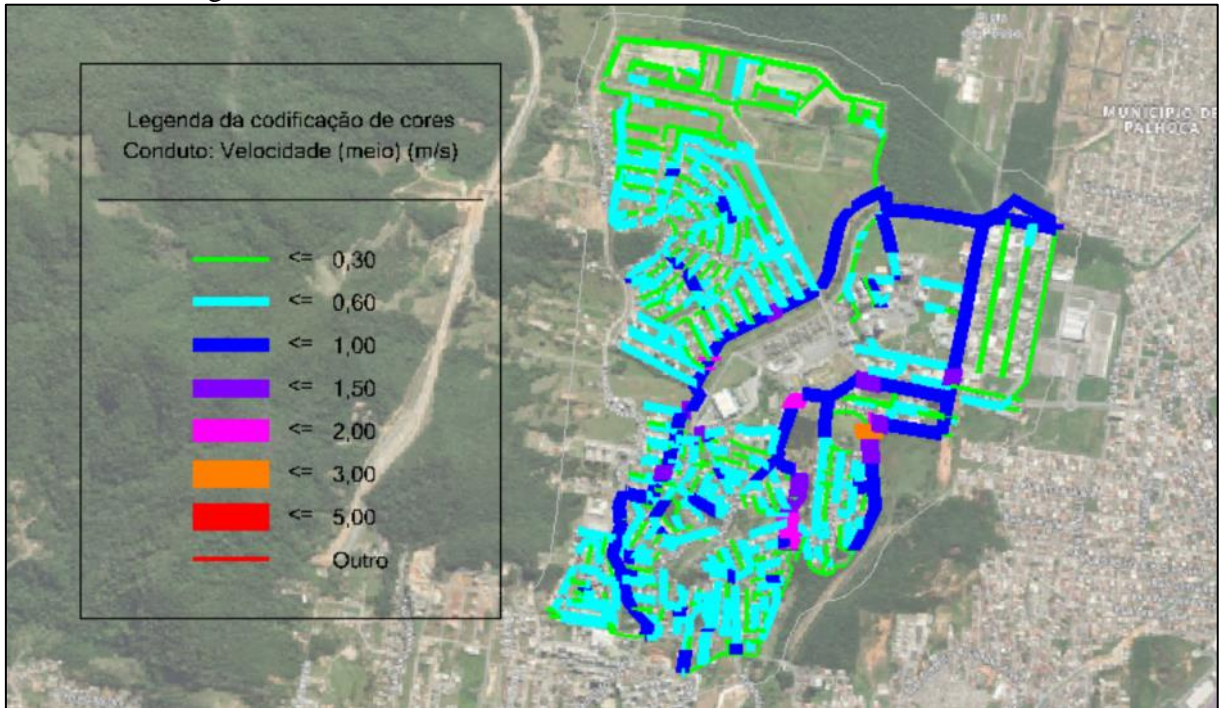 Legenda da codificação de cores
Conduto: Velocidade (meio) (m/s)
<= 0,30
<= 0,60
<= 1,00
<= 1,50
<= 2,00
<= 3,00
<= 5,00
Outro
MUNICÍPIO DE
PALHOÇA